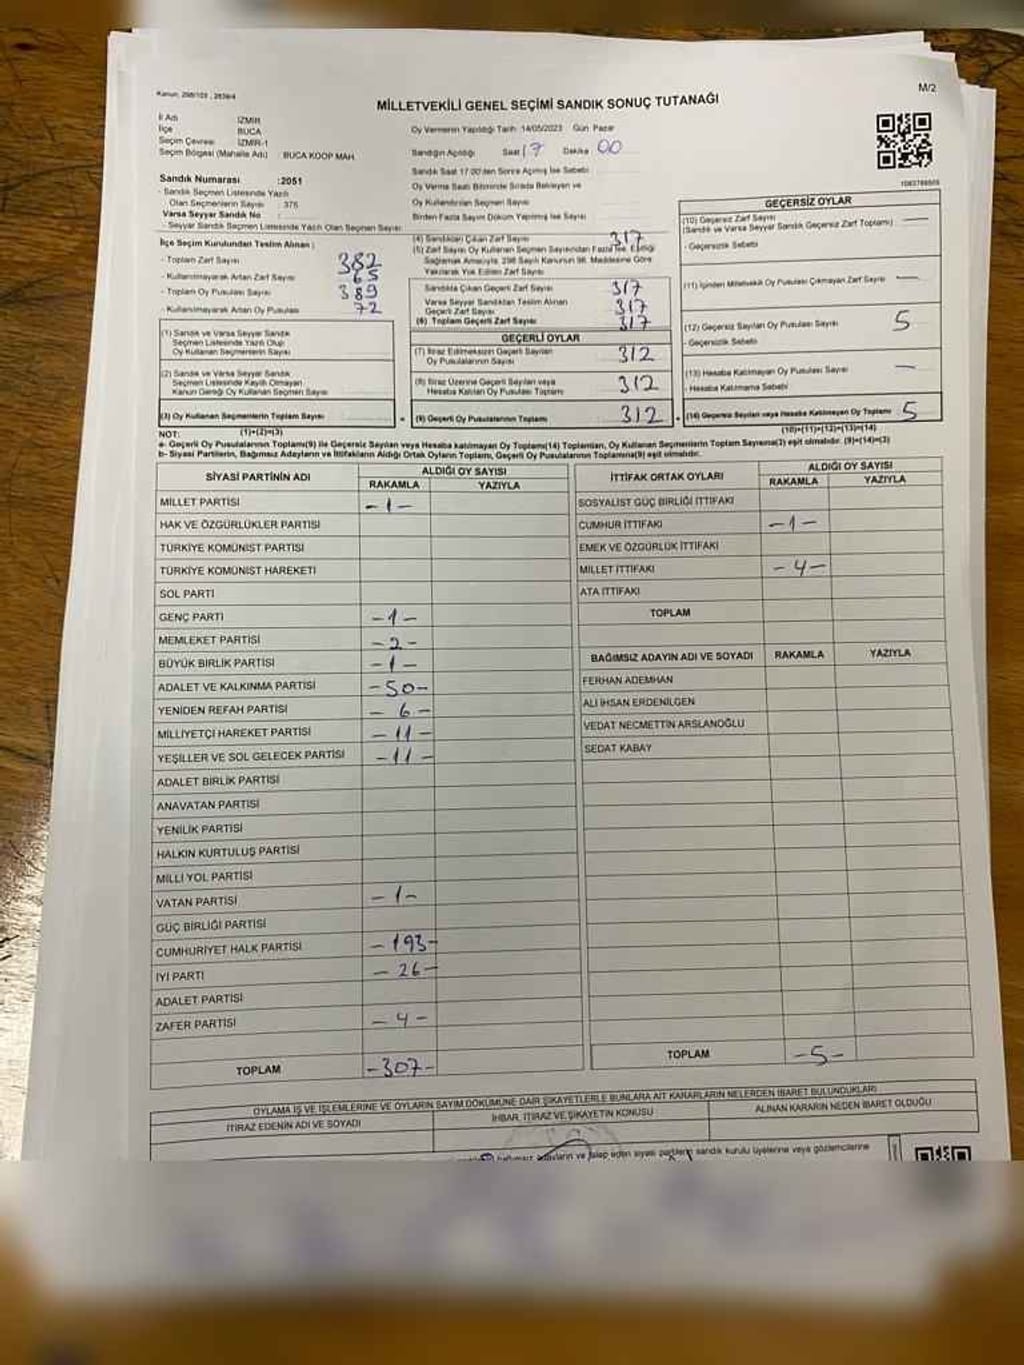 Kanun: 298/103 , 2839/4
M/2
MİLLETVEKİLİ GENEL SEÇİMİ SANDIK SONUÇ TUTANAĞI
İl Adı : İZMİR
İlçe : BUCA
Seçim Çevresi : İZMİR-1
Seçim Bölgesi (Mahalle Adı) : BUCA KOOP MAH.
Sandık Numarası :2051
- Sandık Seçmen Listesinde Yazılı
Olan Seçmenlerin Sayısı : 376
Varsa Seyyar Sandık No :
- Seyyar Sandık Seçmen Listesinde Yazılı Olan Seçmen Sayısı
İlçe Seçim Kurulundan Teslim Alınan :
- Toplam Zarf Sayısı : 382
- Kullanılmayarak Artan Zarf Sayısı : 65
- Toplam Oy Pusulası Sayısı : 389
- Kullanılmayarak Artan Oy Pusulası : 72
(1) Sandık ve Varsa Seyyar Sandık
Seçmen Listesinde Yazılı Olup
Oy Kullanan Seçmenlerin Sayısı
(2) Sandık ve Varsa Seyyar Sandık
Seçmen Listesinde Kayıtlı Olmayan
Kanun Gereği Oy Kullanan Seçmen Sayısı
(3) Oy Kullanan Seçmenlerin Toplam Sayısı
(1)+(2)=(3)
Oy Vermenin Yapıldığı Tarih: 14/05/2023 Gün: Pazar
Sandığın Açıldığı Saat 17 Dakika 00
Sandık Saat 17:00'den Sonra Açılmış İse Sebebi
Oy Verme Saati Bitiminde Sırada Bekleyen ve
Oy Kullandırılan Seçmen Sayısı
Birden Fazla Sayım Döküm Yapılmış İse Sayısı
(4) Sandıktan Çıkan Zarf Sayısı 317
(5) Zarf Sayısı Oy Kullanan Seçmen Sayısından Fazla ise, Eşitliği
Sağlamak Amacıyla, 298 Sayılı Kanunun 98. Maddesine Göre
Yakılarak Yok Edilen Zarf Sayısı
Sandıkta Çıkan Geçerli Zarf Sayısı 317
Varsa Seyyar Sandıktan Teslim Alınan
Geçerli Zarf Sayısı 317
(6) Toplam Geçerli Zarf Sayısı 317
GEÇERLİ OYLAR
(7) İtiraz Edilmeksizin Geçerli Sayılan
Oy Pusulalarının Sayısı 312
(8) İtiraz Üzerine Geçerli Sayılan veya
Hesaba Katılan Oy Pusulası Toplamı 312
(9) Geçerli Oy Pusulalarının Toplamı 312
GEÇERSİZ OYLAR
(10) Geçersiz Zarf Sayısı —
(Sandık ve Varsa Seyyar Sandık Geçersiz Zarf Toplamı)
- Geçersizlik Sebebi
(11) İçinden Milletvekili Oy Pusulası Çıkmayan Zarf Sayısı —
(12) Geçersiz Sayılan Oy Pusulası Sayısı 5
- Geçersizlik Sebebi
(13) Hesaba Katılmayan Oy Pusulası Sayısı —
- Hesaba Katılmama Sebebi
(14) Geçersiz Sayılan veya Hesaba Katılmayan Oy Toplamı 5
(10)+(11)+(12)+(13)=(14)
NOT:
a- Geçerli Oy Pusulalarının Toplamı(9) ile Geçersiz Sayılan veya Hesaba katılmayan Oy Toplamı(14) Toplamları, Oy Kullanan Seçmenlerin Toplam Sayısına(3) eşit olmalıdır. (9)+(14)=(3)
b- Siyasi Partilerin, Bağımsız Adayların ve İttifakların Aldığı Ortak Oyların Toplamı, Geçerli Oy Pusulalarının Toplamına(9) eşit olmalıdır.
SİYASİ PARTİNİN ADI ALDIĞI OY SAYISI
RAKAMLA YAZIYLA
MİLLET PARTİSİ -1-
HAK VE ÖZGÜRLÜKLER PARTİSİ
TÜRKİYE KOMÜNİST PARTİSİ
TÜRKİYE KOMÜNİST HAREKETİ
SOL PARTİ
GENÇ PARTİ -1-
MEMLEKET PARTİSİ -2-
BÜYÜK BİRLİK PARTİSİ -1-
ADALET VE KALKINMA PARTİSİ -50-
YENİDEN REFAH PARTİSİ -6-
MİLLİYETÇİ HAREKET PARTİSİ -11-
YEŞİLLER VE SOL GELECEK PARTİSİ -11-
ADALET BİRLİK PARTİSİ
ANAVATAN PARTİSİ
YENİLİK PARTİSİ
HALKIN KURTULUŞ PARTİSİ
MİLLİ YOL PARTİSİ
VATAN PARTİSİ -1-
GÜÇ BİRLİĞİ PARTİSİ
CUMHURİYET HALK PARTİSİ -193-
İYİ PARTİ -26-
ADALET PARTİSİ
ZAFER PARTİSİ -4-
TOPLAM -307-
İTTİFAK ORTAK OYLARI ALDIĞI OY SAYISI
RAKAMLA YAZIYLA
SOSYALİST GÜÇ BİRLİĞİ İTTİFAKI
CUMHUR İTTİFAKI -1-
EMEK VE ÖZGÜRLÜK İTTİFAKI
MİLLET İTTİFAKI -4-
ATA İTTİFAKI
TOPLAM
BAĞIMSIZ ADAYIN ADI VE SOYADI RAKAMLA YAZIYLA
FERHAN ADEMHAN
ALİ İHSAN ERDENİLGEN
VEDAT NECMETTİN ARSLANOĞLU
SEDAT KABAY
TOPLAM -5-
OYLAMA İŞ VE İŞLEMLERİNE VE OYLARIN SAYIM DÖKÜMÜNE DAİR ŞİKAYETLERLE BUNLARA AİT KARARLARIN NELERDEN İBARET BULUNDUKLARI
İTİRAZ EDENİN ADI VE SOYADI İHBAR, İTİRAZ VE ŞİKAYETİN KONUSU ALINAN KARARIN NEDEN İBARET OLDUĞU
bağımsız adayların ve talep eden siyasi partilerin sandık kurulu üyelerine veya gözlemcilerine